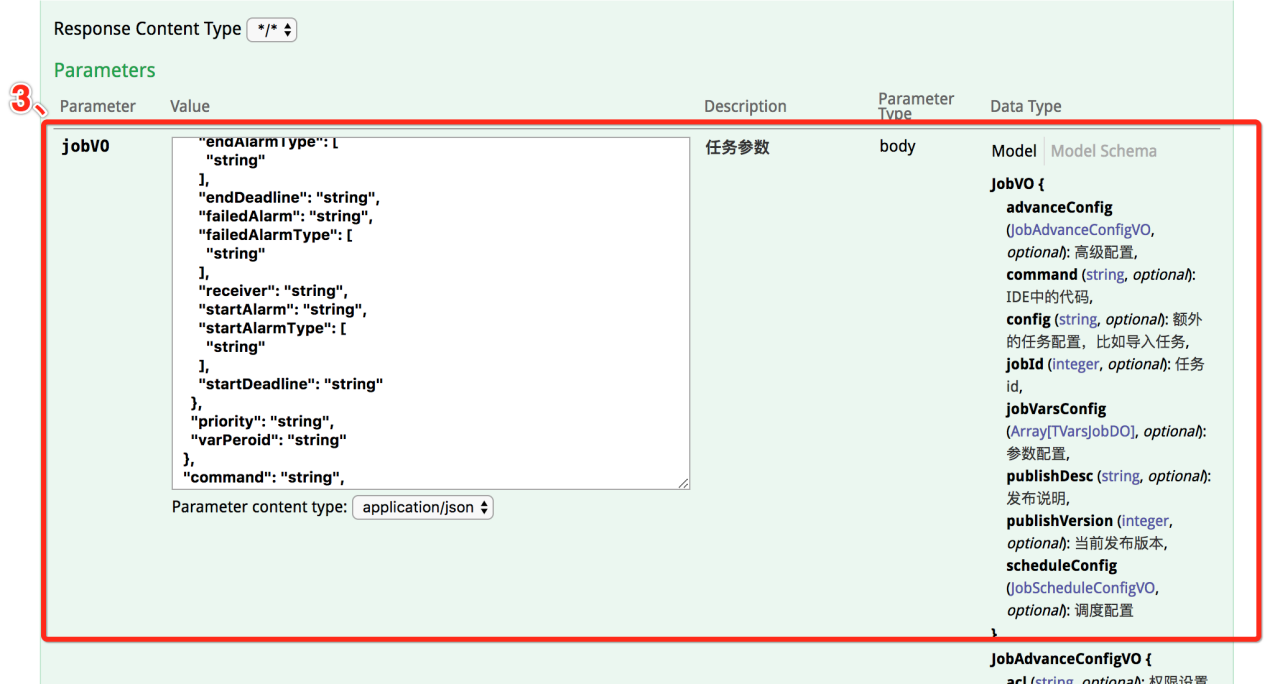 Response Content Type */*
Parameters
3
Parameter Value Description Parameter Type Data Type
jobVO
"endAlarmType": [
"string"
],
"endDeadline": "string",
"failedAlarm": "string",
"failedAlarmType": [
"string"
],
"receiver": "string",
"startAlarm": "string",
"startAlarmType": [
"string"
],
"startDeadline": "string"
},
"priority": "string",
"varPeroid": "string"
},
"command": "string",
Parameter content type: application/json
任务参数
body
Model Model Schema
JobVO {
advanceConfig
(JobAdvanceConfigVO,
optional): 高级配置,
command (string, optional):
IDE中的代码,
config (string, optional): 额外
的任务配置，比如导入任务,
jobId (integer, optional): 任务
id,
jobVarsConfig
(Array[TVarsJobDO], optional):
参数配置,
publishDesc (string, optional):
发布说明,
publishVersion (integer,
optional): 当前发布版本,
scheduleConfig
(JobScheduleConfigVO,
optional): 调度配置
}
JobAdvanceConfigVO {
acl (string, optional): 权限设置